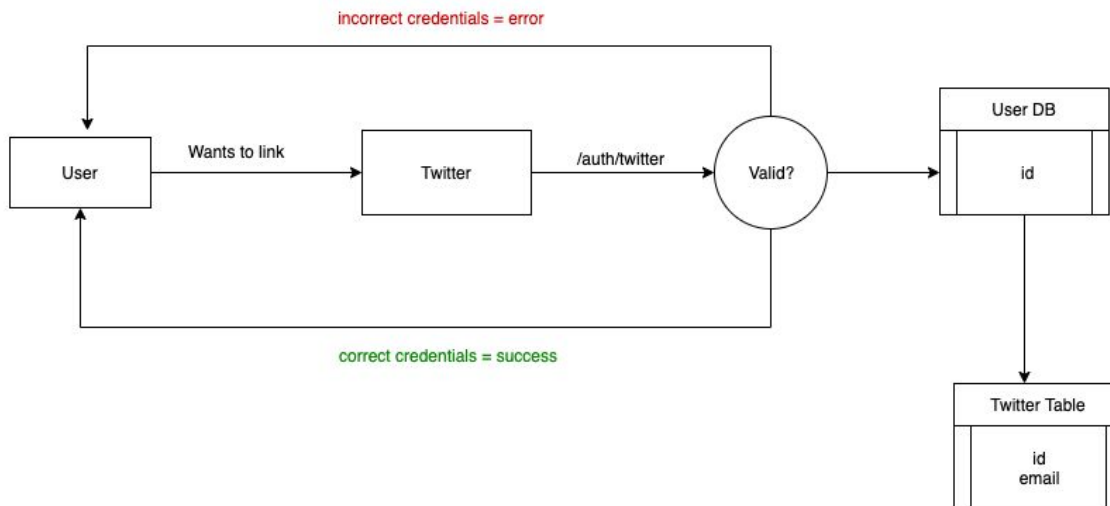 incorrect credentials = error
User DB
Wants to link
/auth/twitter
User
Twitter
Valid?
id
correct credentials = success
Twitter Table
id
email